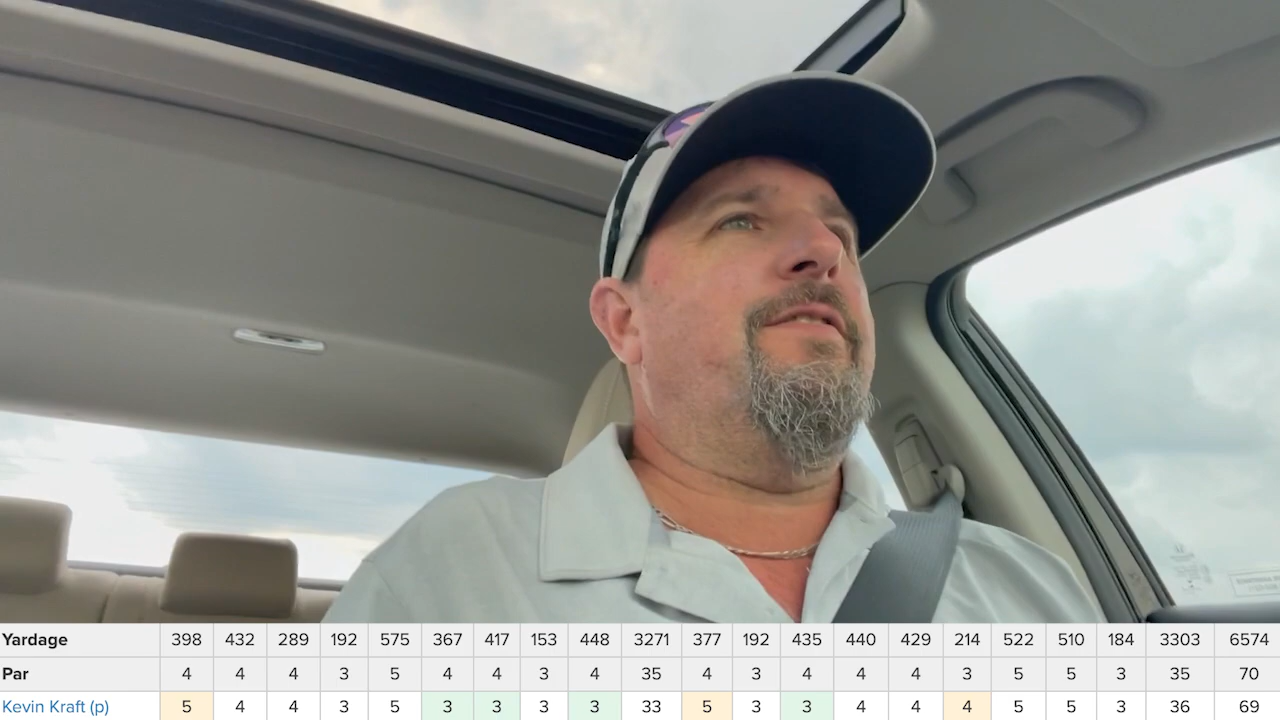 Yardage 398 432 289 192 575 367 417 153 448 3271 377 192 435 440 429 214 522 510 184 3303 6574
Par 4 4 4 3 5 4 4 3 4 35 4 3 4 4 4 3 5 5 3 35 70
Kevin Kraft (p) 5 4 4 3 5 3 3 3 3 33 5 3 3 4 4 4 5 5 3 36 69